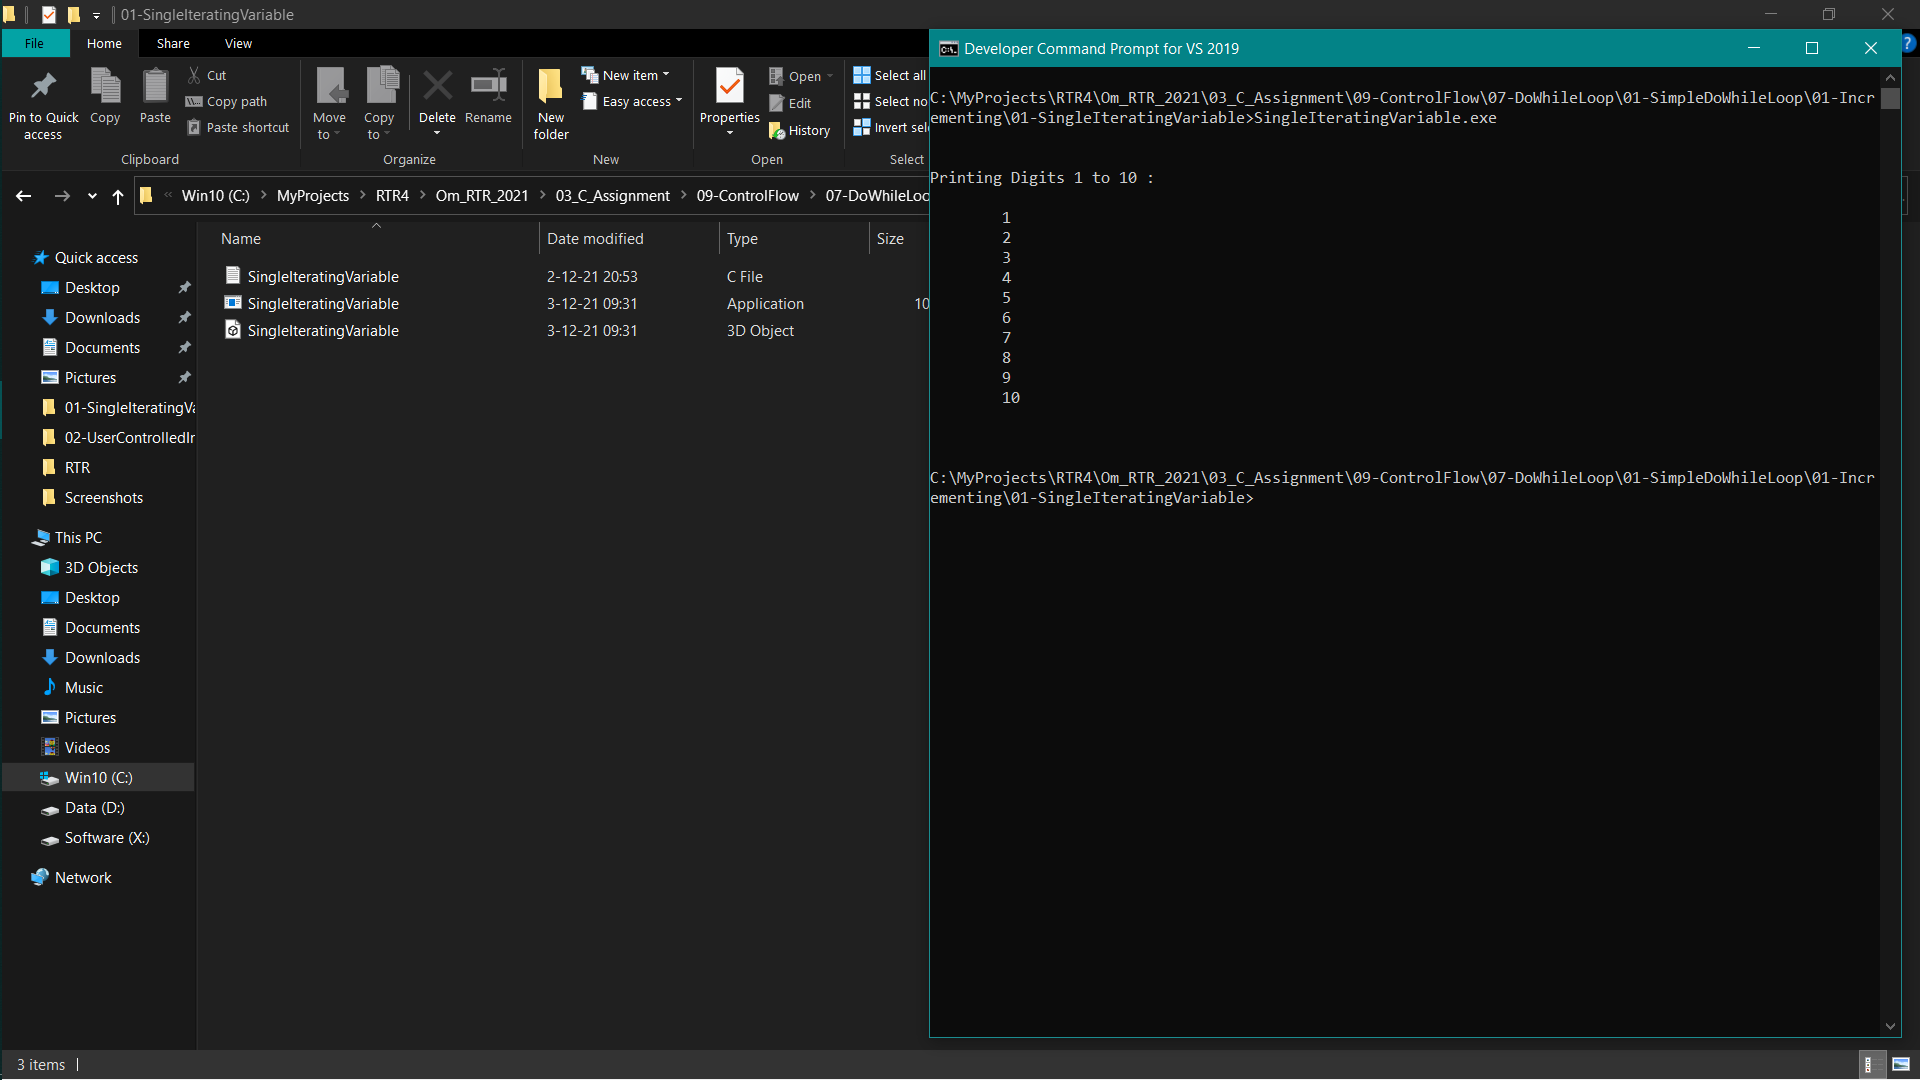 01-SingleIteratingVariable
File
Home
Share
View
Pin to Quick access
Copy
Paste
Cut
Copy path
Paste shortcut
Clipboard
Move to
Copy to
Delete
Rename
Organize
New folder
New item
Easy access
New
Properties
Open
Edit
History
Open
Select all
Select no
Invert sel
Select
Win10 (C:) > MyProjects > RTR4 > Om_RTR_2021 > 03_C_Assignment > 09-ControlFlow > 07-DoWhileLoo
Name
Date modified
Type
Size
SingleIteratingVariable 2-12-21 20:53 C File
SingleIteratingVariable 3-12-21 09:31 Application 10
SingleIteratingVariable 3-12-21 09:31 3D Object
Quick access
Desktop
Downloads
Documents
Pictures
01-SingleIteratingVa
02-UserControlledIn
RTR
Screenshots
This PC
3D Objects
Desktop
Documents
Downloads
Music
Pictures
Videos
Win10 (C:)
Data (D:)
Software (X:)
Network
3 items
Developer Command Prompt for VS 2019
C:\MyProjects\RTR4\Om_RTR_2021\03_C_Assignment\09-ControlFlow\07-DoWhileLoop\01-SimpleDoWhileLoop\01-Incr
ementing\01-SingleIteratingVariable>SingleIteratingVariable.exe
Printing Digits 1 to 10 :
1
2
3
4
5
6
7
8
9
10
C:\MyProjects\RTR4\Om_RTR_2021\03_C_Assignment\09-ControlFlow\07-DoWhileLoop\01-SimpleDoWhileLoop\01-Incr
ementing\01-SingleIteratingVariable>